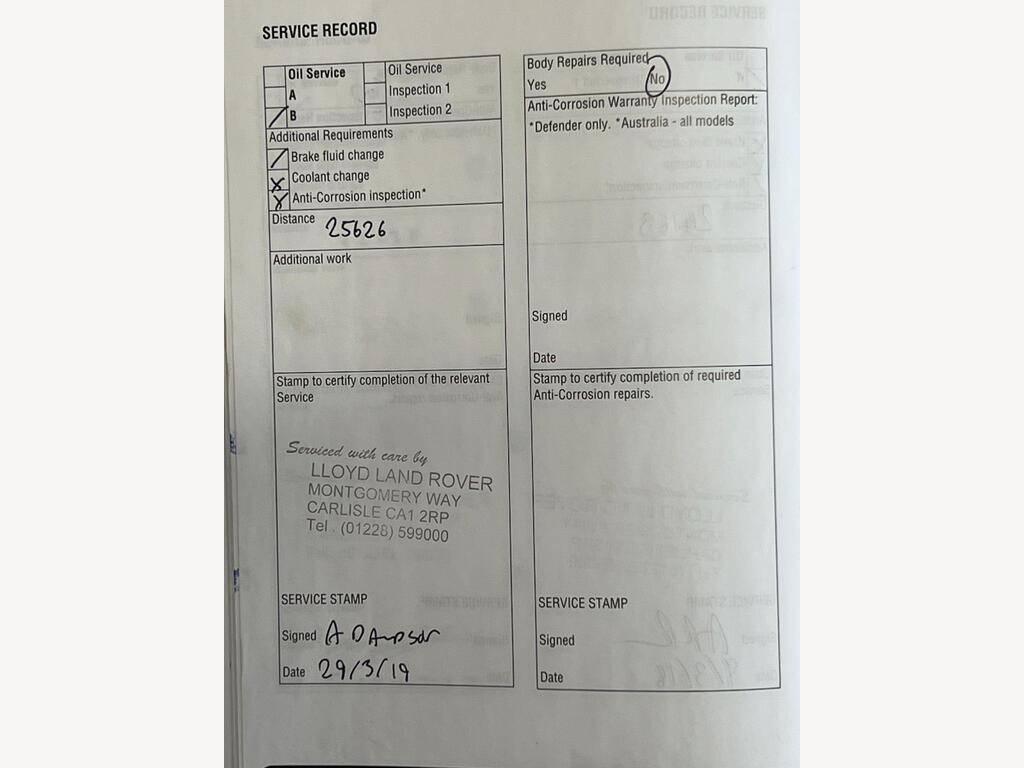 SERVICE RECORD
Oil Service
A
B
Oil Service
Inspection 1
Inspection 2
Additional Requirements
Brake fluid change
Coolant change
Anti-Corrosion inspection*
Distance 25626
Additional work
Stamp to certify completion of the relevant
Service
Serviced with care by
LLOYD LAND ROVER
MONTGOMERY WAY
CARLISLE CA1 2RP
Tel. (01228) 599000
SERVICE STAMP
Signed A
Date 29/3/19
Body Repairs Required
Yes No
Anti-Corrosion Warranty Inspection Report:
*Defender only. *Australia - all models
Signed
Date
Stamp to certify completion of required
Anti-Corrosion repairs.
SERVICE STAMP
Signed
Date